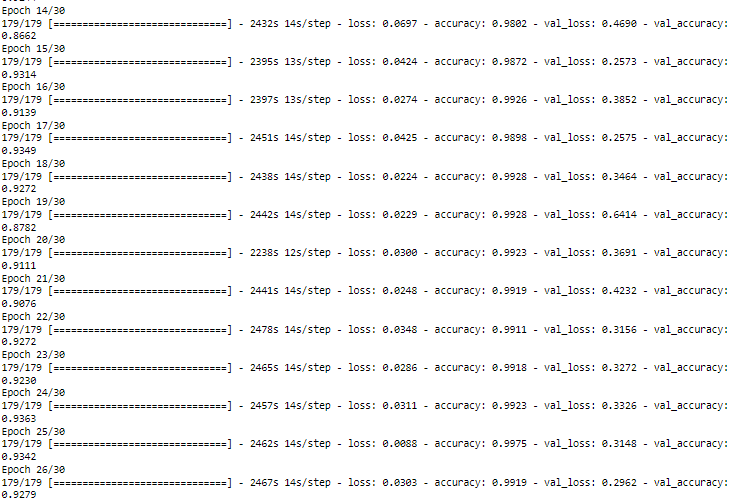 Epoch 14/30
179/179 [==============================] - 2432s 14s/step - loss: 0.0697 - accuracy: 0.9802 - val_loss: 0.4690 - val_accuracy:
0.8662
Epoch 15/30
179/179 [==============================] - 2395s 13s/step - loss: 0.0424 - accuracy: 0.9872 - val_loss: 0.2573 - val_accuracy:
0.9314
Epoch 16/30
179/179 [==============================] - 2397s 13s/step - loss: 0.0274 - accuracy: 0.9926 - val_loss: 0.3852 - val_accuracy:
0.9139
Epoch 17/30
179/179 [==============================] - 2451s 14s/step - loss: 0.0425 - accuracy: 0.9898 - val_loss: 0.2575 - val_accuracy:
0.9349
Epoch 18/30
179/179 [==============================] - 2438s 14s/step - loss: 0.0224 - accuracy: 0.9928 - val_loss: 0.3464 - val_accuracy:
0.9272
Epoch 19/30
179/179 [==============================] - 2442s 14s/step - loss: 0.0229 - accuracy: 0.9928 - val_loss: 0.6414 - val_accuracy:
0.8782
Epoch 20/30
179/179 [==============================] - 2238s 12s/step - loss: 0.0300 - accuracy: 0.9923 - val_loss: 0.3691 - val_accuracy:
0.9111
Epoch 21/30
179/179 [==============================] - 2441s 14s/step - loss: 0.0248 - accuracy: 0.9919 - val_loss: 0.4232 - val_accuracy:
0.9076
Epoch 22/30
179/179 [==============================] - 2478s 14s/step - loss: 0.0348 - accuracy: 0.9911 - val_loss: 0.3156 - val_accuracy:
0.9272
Epoch 23/30
179/179 [==============================] - 2465s 14s/step - loss: 0.0286 - accuracy: 0.9918 - val_loss: 0.3272 - val_accuracy:
0.9230
Epoch 24/30
179/179 [==============================] - 2457s 14s/step - loss: 0.0311 - accuracy: 0.9923 - val_loss: 0.3326 - val_accuracy:
0.9363
Epoch 25/30
179/179 [==============================] - 2462s 14s/step - loss: 0.0088 - accuracy: 0.9975 - val_loss: 0.3148 - val_accuracy:
0.9342
Epoch 26/30
179/179 [==============================] - 2467s 14s/step - loss: 0.0303 - accuracy: 0.9919 - val_loss: 0.2962 - val_accuracy:
0.9279